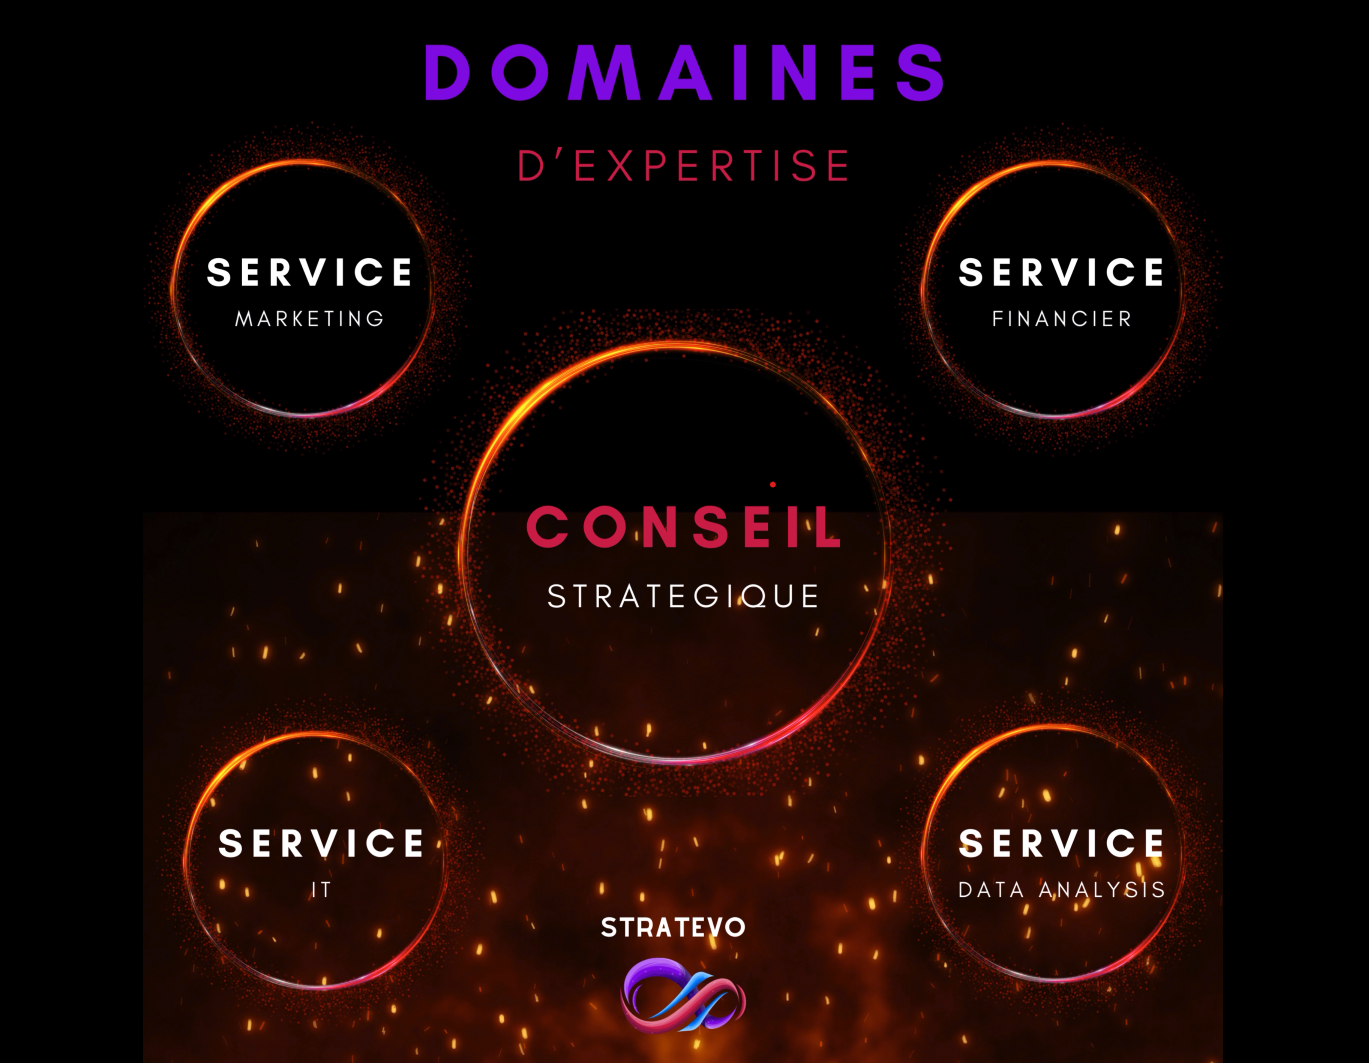 DOMAINES
D'EXPERTISE
SERVICE
MARKETING
SERVICE
FINANCIER
CONSEIL
STRATEGIQUE
SERVICE
IT
SERVICE
DATA ANALYSIS
STRATEVO